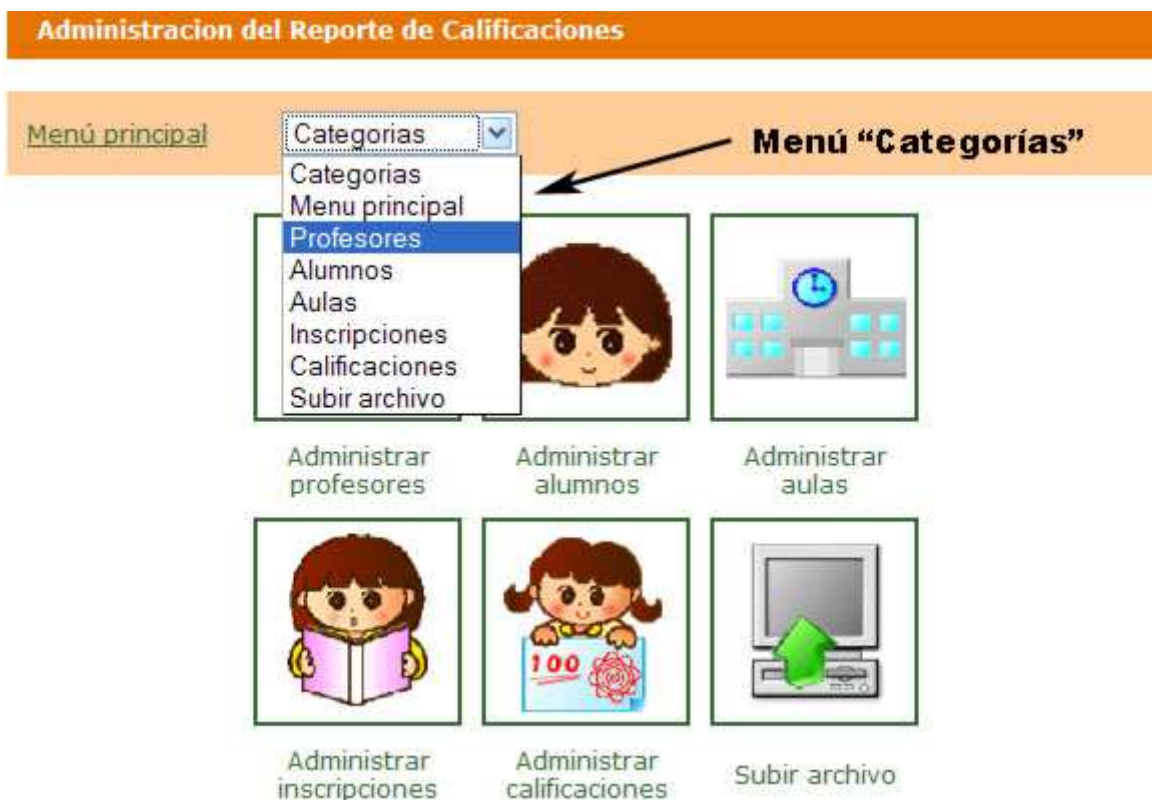 Administracion del Reporte de Calificaciones
Menú principal
Categorias
Menú “Categorías”
Categorias
Menu principal
Profesores
Alumnos
Aulas
Inscripciones
Calificaciones
Subir archivo
Administrar
profesores
Administrar
alumnos
Administrar
aulas
100
Administrar
inscripciones
Administrar
calificaciones
Subir archivo